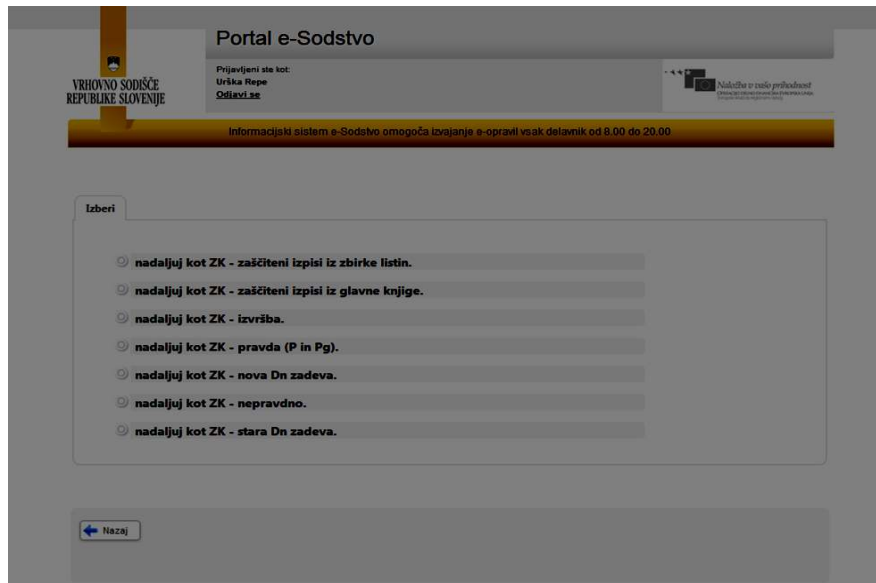 Portal e-Sodstvo
VRHOVNO SODIŠČE
REPUBLIKE SLOVENIJE
Prijavljeni ste kot:
Urška Repe
Odjavi se
Naložba v vašo prihodnost
Informacijski sistem e-Sodstvo omogoča izvajanje e-opravil vsak delavnik od 8.00 do 20.00
Izberi
nadaljuj kot ZK - zaščiteni izpisi iz zbirke listin.
nadaljuj kot ZK - zaščiteni izpisi iz glavne knjige.
nadaljuj kot ZK - izvršba.
nadaljuj kot ZK - pravda (P in Pg).
nadaljuj kot ZK - nova Dn zadeva.
nadaljuj kot ZK - nepravdno.
nadaljuj kot ZK - stara Dn zadeva.
Nazaj